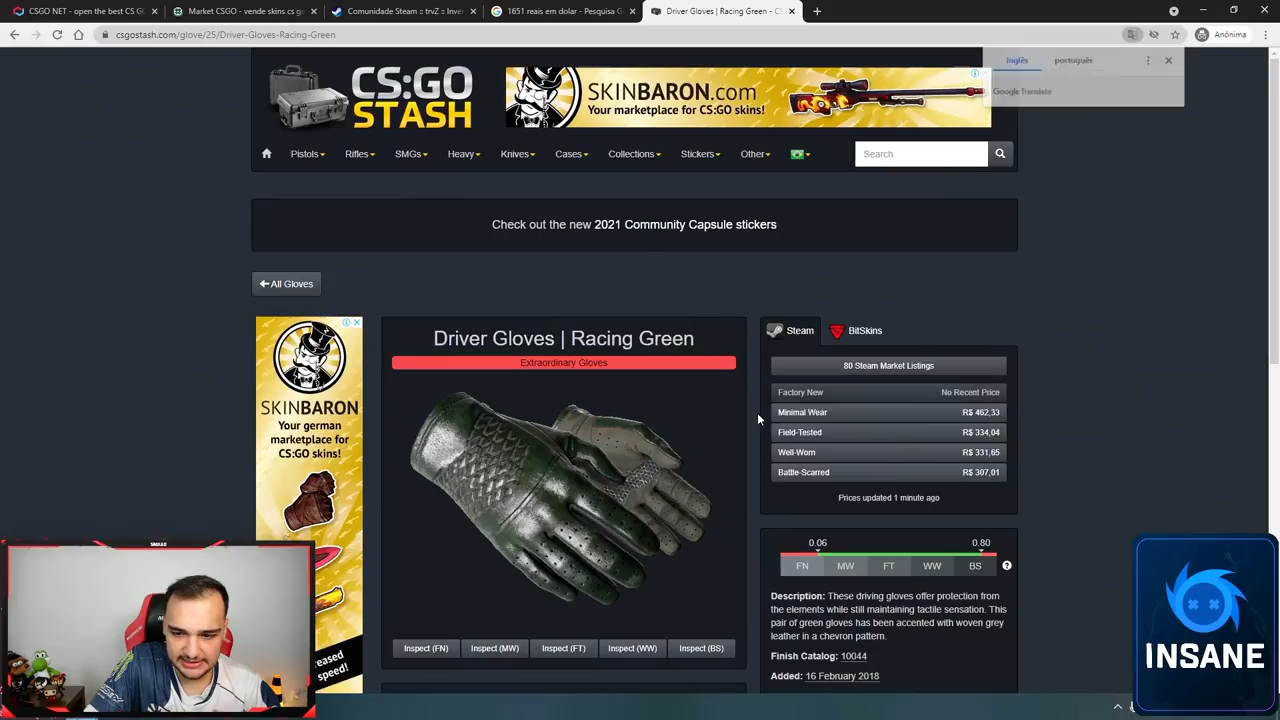 CSGO NET - open the best CS G
Market CSGO - vende skins cs g
Comunidade Steam :: trvZ :: Inve
1651 reais em dolar - Pesquisa G
Driver Gloves | Racing Green - CS
csgostash.com/glove/25/Driver-Gloves-Racing-Green
Anônima
Inglês português
Google Translate
CS:GO
STASH
SKINBARON.com
Your marketplace for CS:GO skins!
Pistols Rifles SMGs Heavy Knives Cases Collections Stickers Other
Search
Check out the new 2021 Community Capsule stickers
All Gloves
SKINBARON
Your german
marketplace for
CS:GO skins!
Driver Gloves | Racing Green
Extraordinary Gloves
Inspect (FN) Inspect (MW) Inspect (FT) Inspect (WW) Inspect (BS)
Steam BitSkins
80 Steam Market Listings
Factory New No Recent Price
Minimal Wear R$ 462,33
Field-Tested R$ 334,04
Well-Worn R$ 331,65
Battle-Scarred R$ 307,01
Prices updated 1 minute ago
0.06 0.80
FN MW FT WW BS
Description: These driving gloves offer protection from
the elements while still maintaining tactile sensation. This
pair of green gloves has been accented with woven grey
leather in a chevron pattern.
Finish Catalog: 10044
Added: 16 February 2018
speed!
INSANE